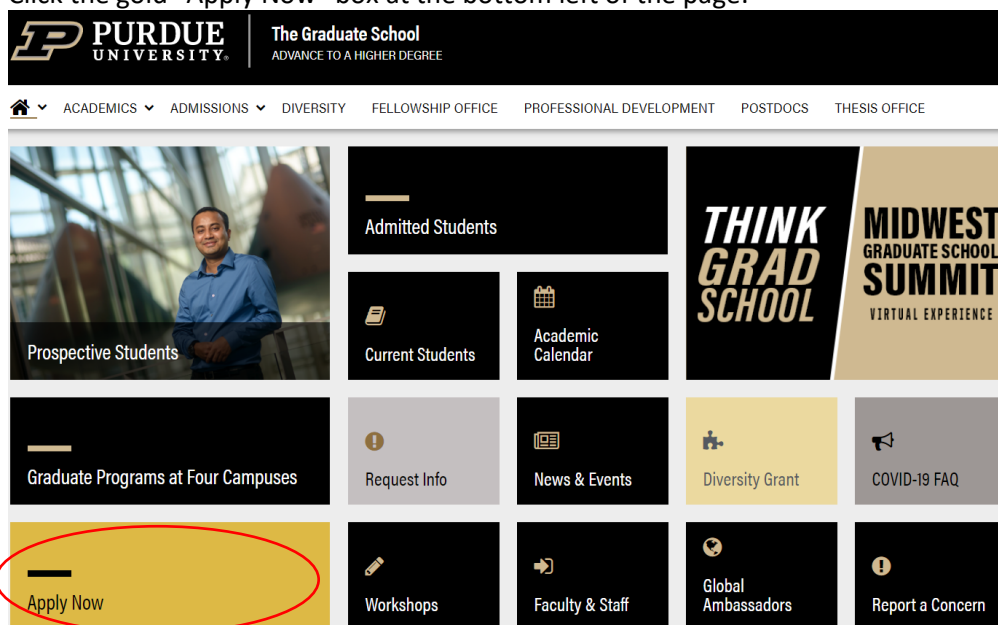 Click the gold "Apply Now" box at the bottom left of the page.
PURDUE
UNIVERSITY®
The Graduate School
ADVANCE TO A HIGHER DEGREE
ACADEMICS
ADMISSIONS
DIVERSITY
FELLOWSHIP OFFICE
PROFESSIONAL DEVELOPMENT
POSTDOCS
THESIS OFFICE
Prospective Students
Admitted Students
Current Students
Academic
Calendar
THINK
GRAD
SCHOOL
MIDWEST
GRADUATE SCHOOL
SUMMIT
VIRTUAL EXPERIENCE
Graduate Programs at Four Campuses
Request Info
News & Events
Diversity Grant
COVID-19 FAQ
Apply Now
Workshops
Faculty & Staff
Global
Ambassadors
Report a Concern